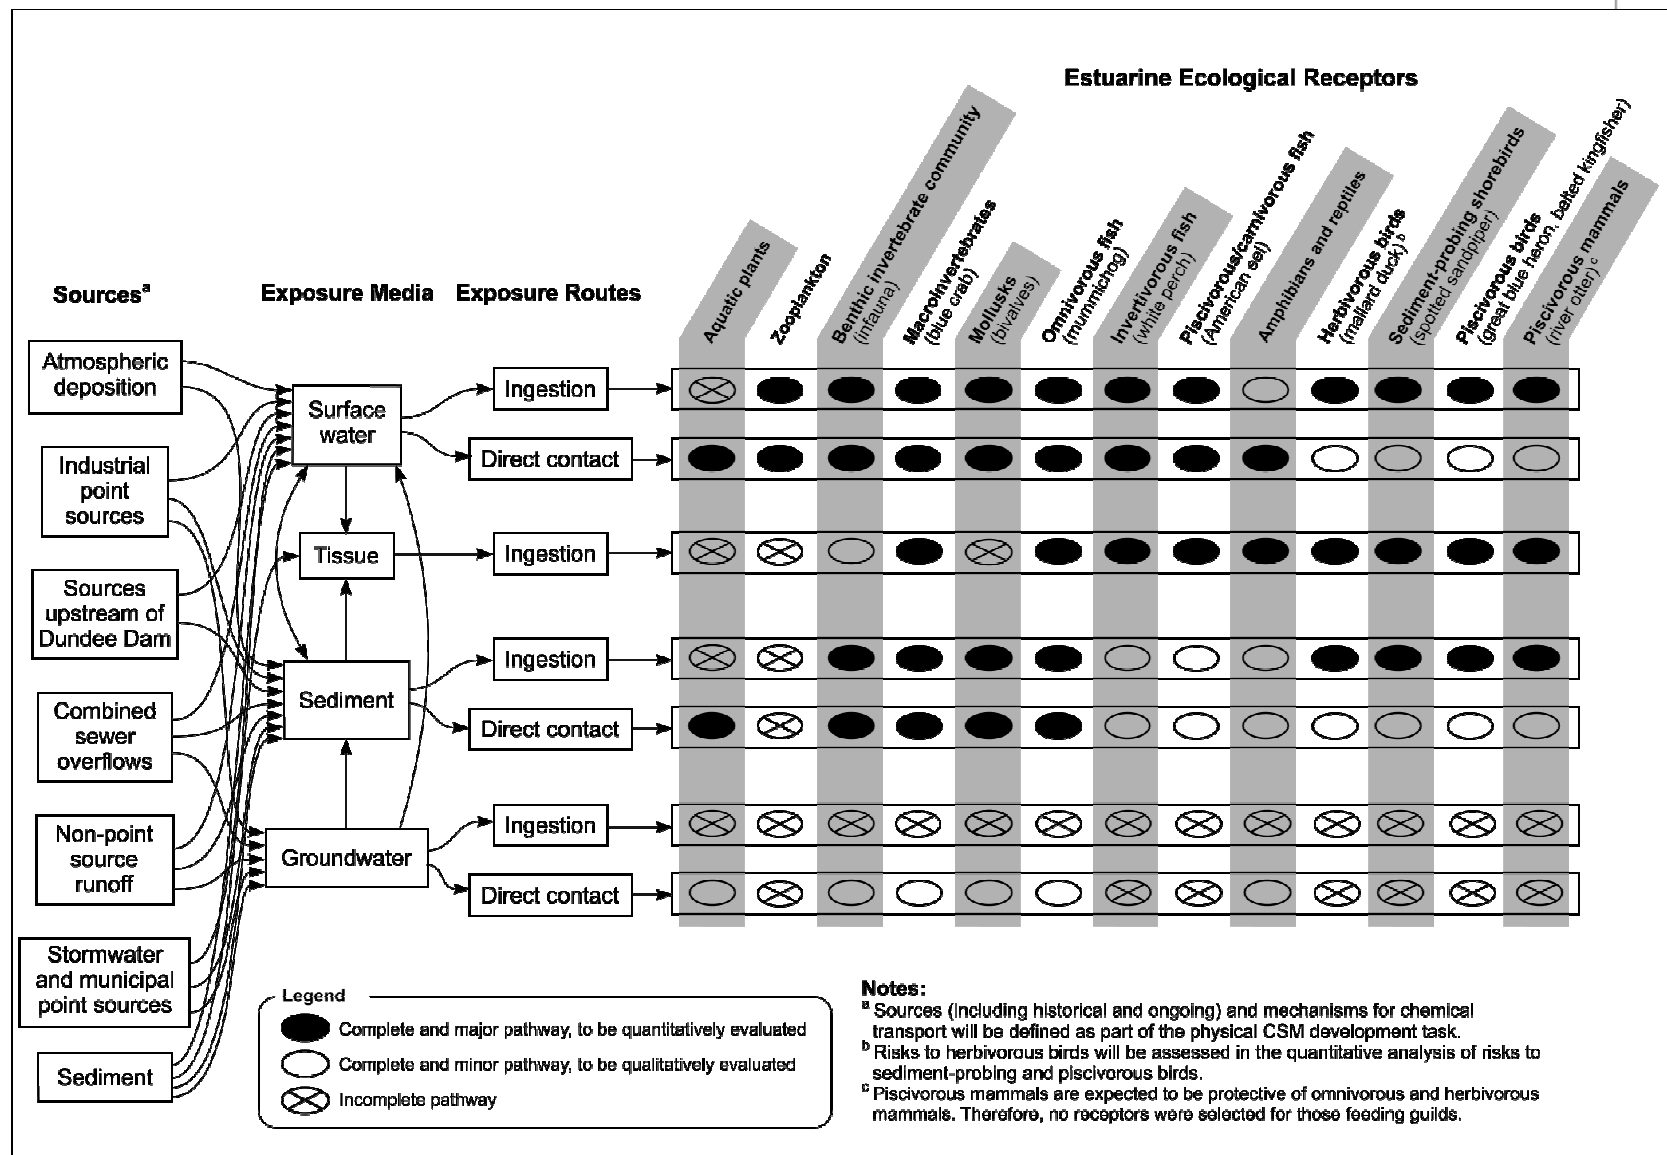 Estuarine Ecological Receptors
Sources^a
Exposure Media
Exposure Routes
Aquatic plants
Zooplankton
Benthic invertebrate community
(infauna)
Macroinvertebrates
(blue crab)
Mollusks
(bivalves)
Omnivorous fish
(mummichog)
Invertivorous fish
(white perch)
Piscivorous/carnivorous fish
(American eel)
Amphibians and reptiles
Herbivorous birds
(mallard duck)^b
Sediment-probing shorebirds
(spotted sandpiper)
Piscivorous birds
(great blue heron, belted kingfisher)
Piscivorous mammals
(river otter)^c
Atmospheric
deposition
Industrial
point
sources
Sources
upstream of
Dundee Dam
Combined
sewer
overflows
Non-point
source
runoff
Stormwater
and municipal
point sources
Sediment
Surface
water
Tissue
Sediment
Groundwater
Ingestion
Direct contact
Ingestion
Ingestion
Direct contact
Ingestion
Direct contact
Legend
Complete and major pathway, to be quantitatively evaluated
Complete and minor pathway, to be qualitatively evaluated
Incomplete pathway
Notes:
^a Sources (including historical and ongoing) and mechanisms for chemical
transport will be defined as part of the physical CSM development task.
^b Risks to herbivorous birds will be assessed in the quantitative analysis of risks to
sediment-probing and piscivorous birds.
^c Piscivorous mammals are expected to be protective of omnivorous and herbivorous
mammals. Therefore, no receptors were selected for those feeding guilds.